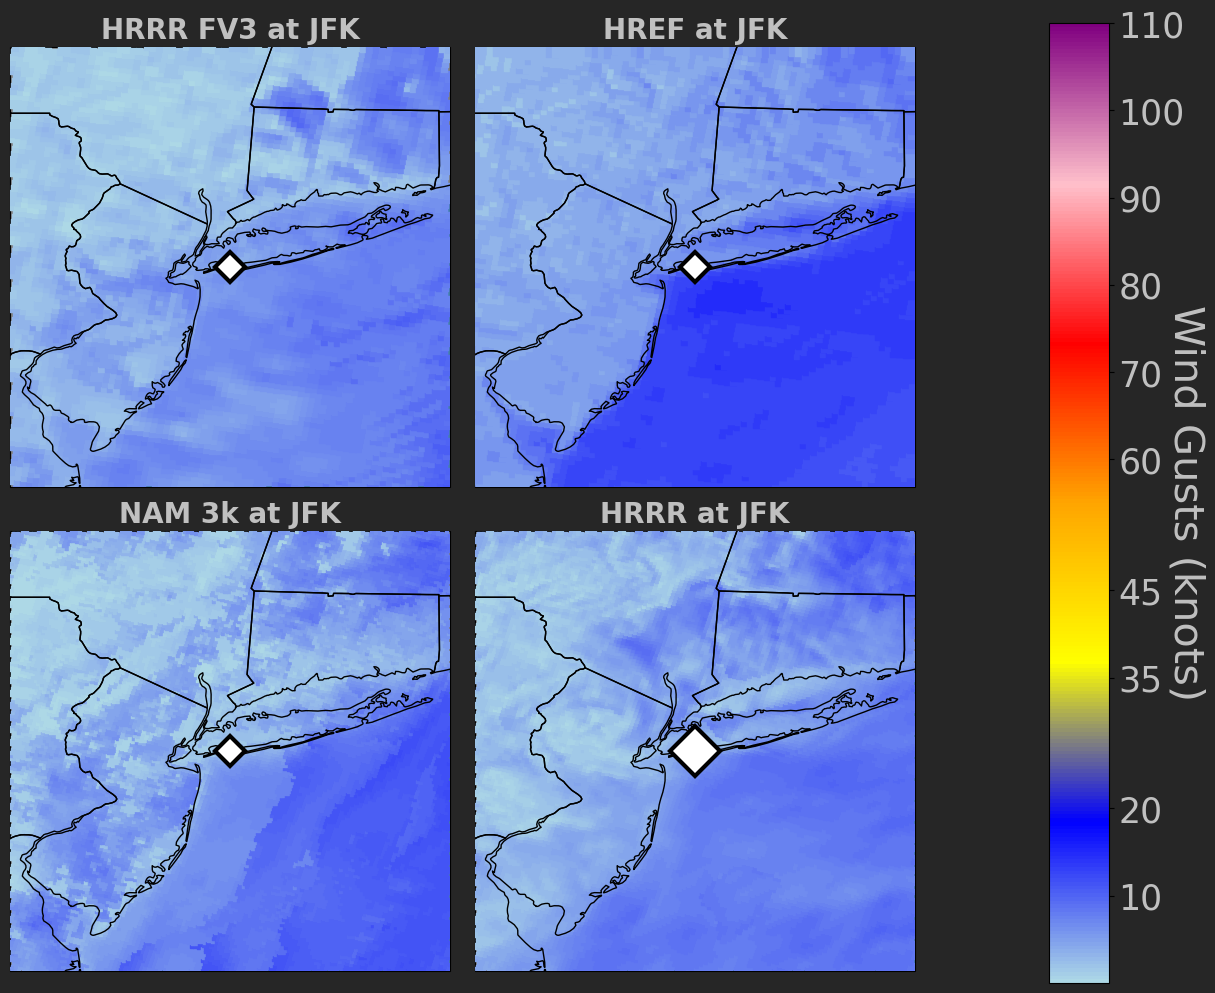 HRRR FV3 at JFK
HREF at JFK
NAM 3k at JFK
HRRR at JFK
110
100
90
80
70
60
45
35
20
10
Wind Gusts (knots)